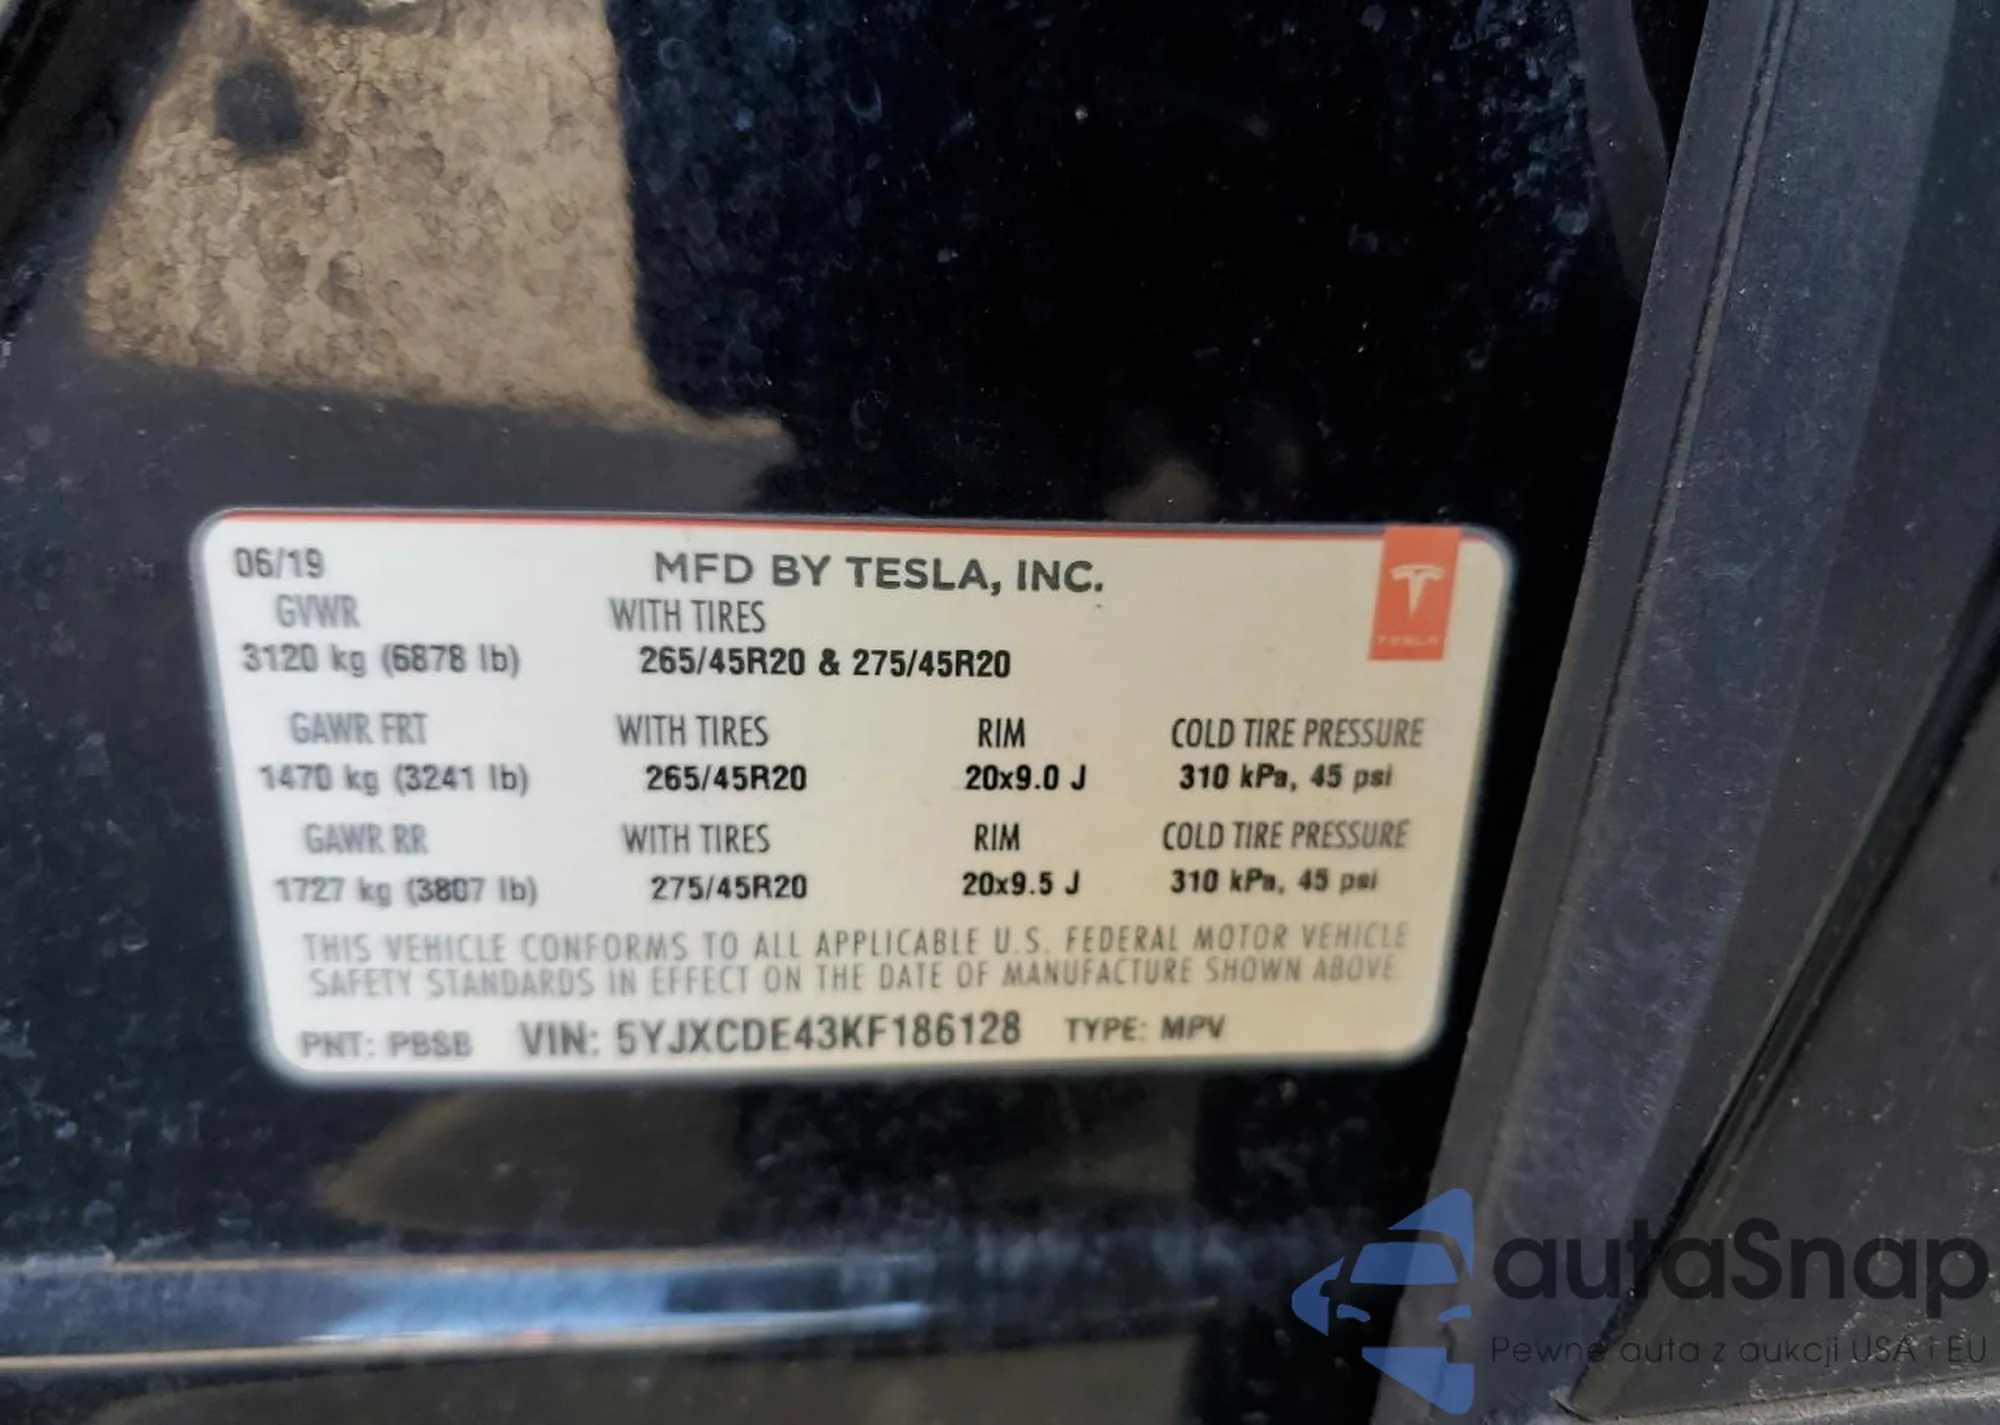 06/19 MFD BY TESLA, INC.
GVWR WITH TIRES
3120 kg (6878 lb) 265/45R20 & 275/45R20
TESLA
GAWR FRT WITH TIRES RIM COLD TIRE PRESSURE
1470 kg (3241 lb) 265/45R20 20x9.0 J 310 kPa, 45 psi
GAWR RR WITH TIRES RIM COLD TIRE PRESSURE
1727 kg (3807 lb) 275/45R20 20x9.5 J 310 kPa, 45 psi
THIS VEHICLE CONFORMS TO ALL APPLICABLE U.S. FEDERAL MOTOR VEHICLE
SAFETY STANDARDS IN EFFECT ON THE DATE OF MANUFACTURE SHOWN ABOVE
PNT: PBSB VIN: 5YJXCDE43KF186128 TYPE: MPV
autaSnap
Pewne auta z aukcji USA i EU